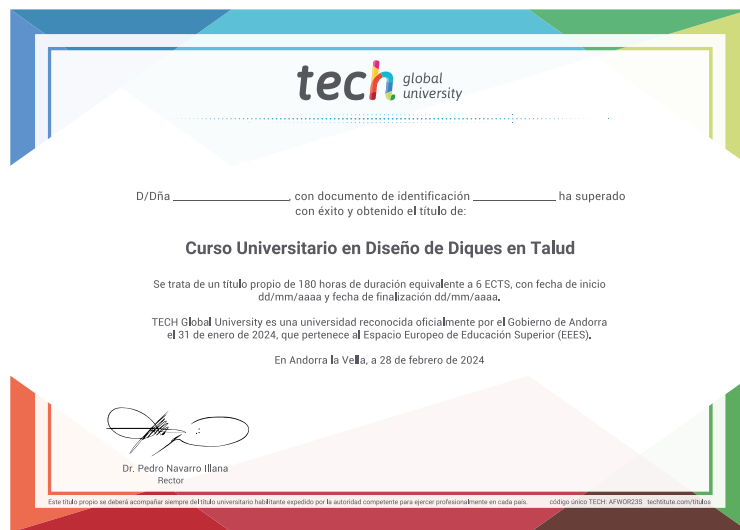 tech global
university
D/Dña ______________, con documento de identificación __________ ha superado
con éxito y obtenido el título de:
Curso Universitario en Diseño de Diques en Talud
Se trata de un título propio de 180 horas de duración equivalente a 6 ECTS, con fecha de inicio
dd/mm/aaaa y fecha de finalización dd/mm/aaaa.
TECH Global University es una universidad reconocida oficialmente por el Gobierno de Andorra
el 31 de enero de 2024, que pertenece al Espacio Europeo de Educación Superior (EEES).
En Andorra la Vella, a 28 de febrero de 2024
Dr. Pedro Navarro Illana
Rector
Este título propio se deberá acompañar siempre del título universitario habilitante expedido por la autoridad competente para ejercer profesionalmente en cada país. código único TECH: AFWOR23S techtitute.com/titulos